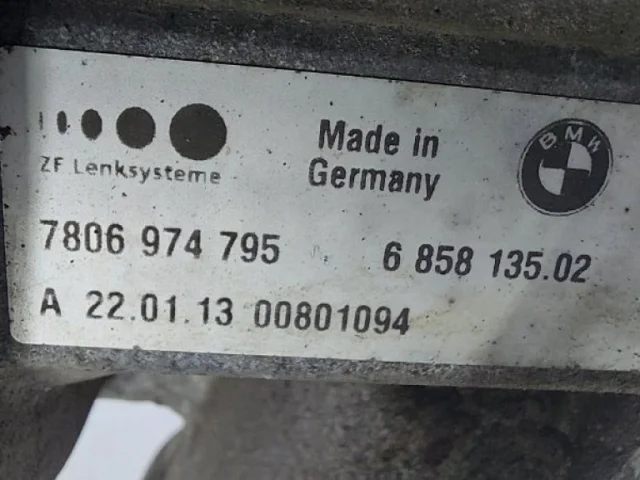 ZF Lenksysteme
Made in
Germany
BMW
7806 974 795
6 858 135.02
A 22.01.13 00801094